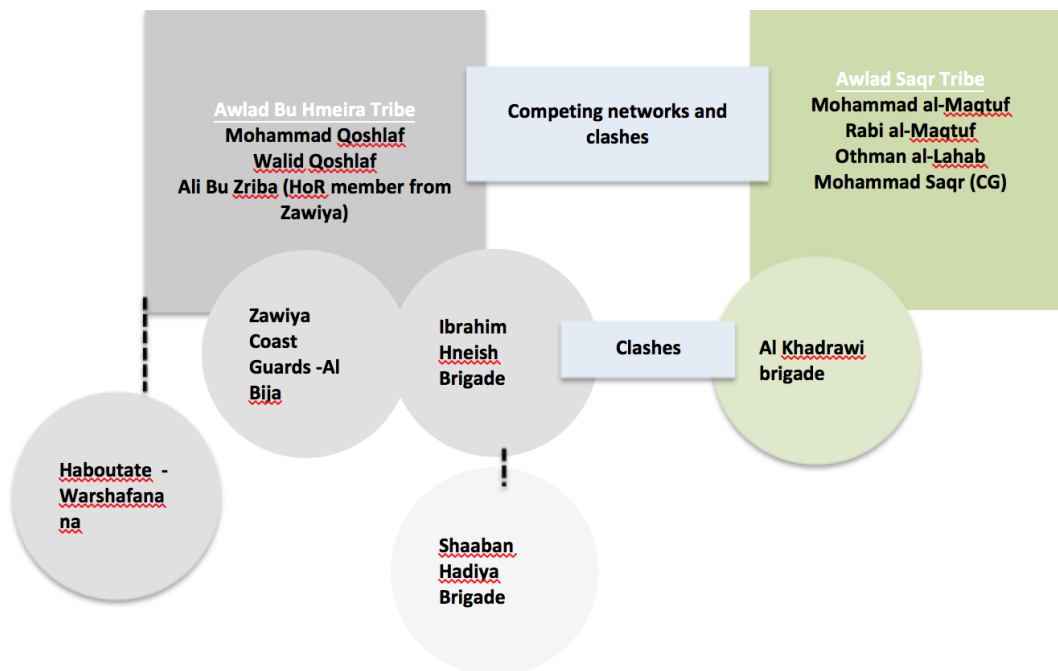 Awlad Bu Hmeira Tribe
Mohammad Qoshlaf
Walid Qoshlaf
Ali Bu Zriba (HoR member from
Zawiya)
Competing networks and
clashes
Awlad Saqr Tribe
Mohammad al-Maqtuf
Rabi al-Maqtuf
Othman al-Lahab
Mohammad Saqr (CG)
Zawiya
Coast
Guards -Al
Bija
Ibrahim
Hneish
Brigade
Clashes
Al Khadrawi
brigade
Haboutate -
Warshafana
na
Shaaban
Hadiya
Brigade